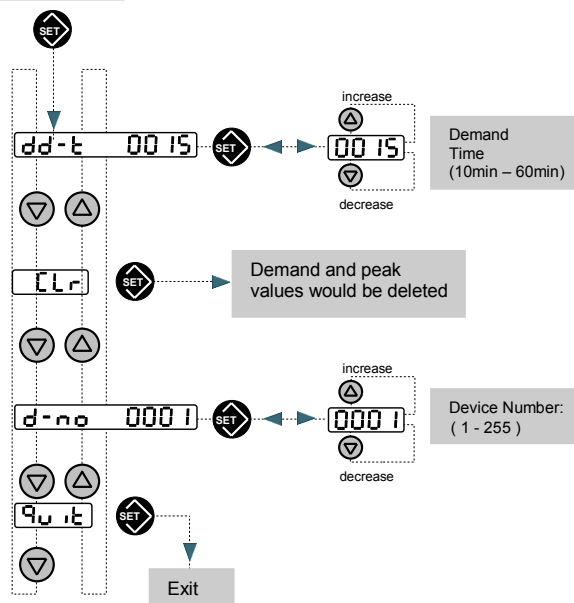 SET
increase
dd-t 0015
SET
0015
decrease
Demand
Time
(10min – 60min)
CLr
SET
Demand and peak
values would be deleted
increase
d-no 0001
SET
0001
decrease
Device Number:
( 1 - 255 )
quit
SET
Exit